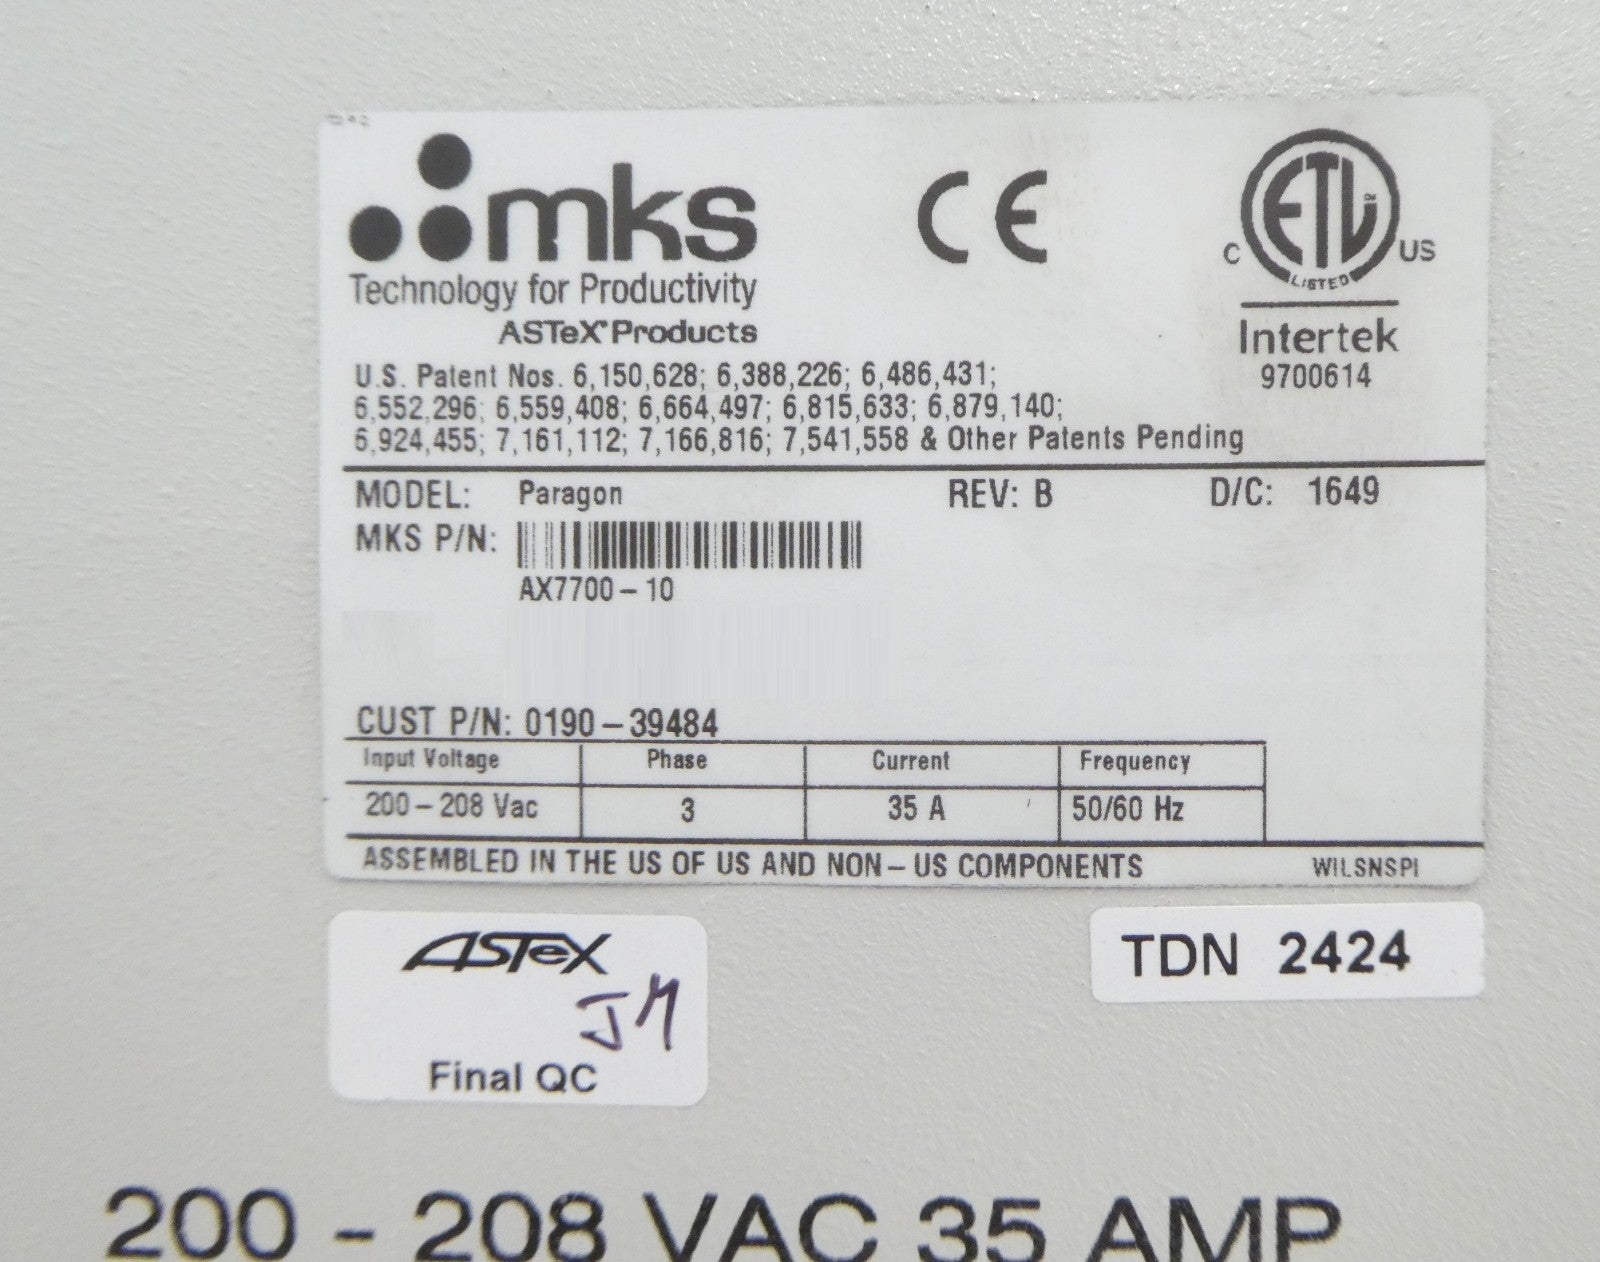 mks
Technology for Productivity
ASTeX® Products
CE
ETL
LISTED
C US
Intertek
9700614
U.S. Patent Nos. 6,150,628; 6,388,226; 6,486,431;
6,552,296; 6,559,408; 6,664,497; 6,815,633; 6,879,140;
6,924,455; 7,161,112; 7,166,816; 7,541,558 & Other Patents Pending
MODEL: Paragon REV: B D/C: 1649
MKS P/N:
AX7700-10
CUST P/N: 0190-39484
Input Voltage Phase Current Frequency
200-208 Vac 3 35 A 50/60 Hz
ASSEMBLED IN THE US OF US AND NON-US COMPONENTS WILSNSPI
ASTeX
JM
Final QC
TDN 2424
200 - 208 VAC 35 AMP